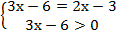 3x − 6 = 2x − 3
3x − 6 > 0